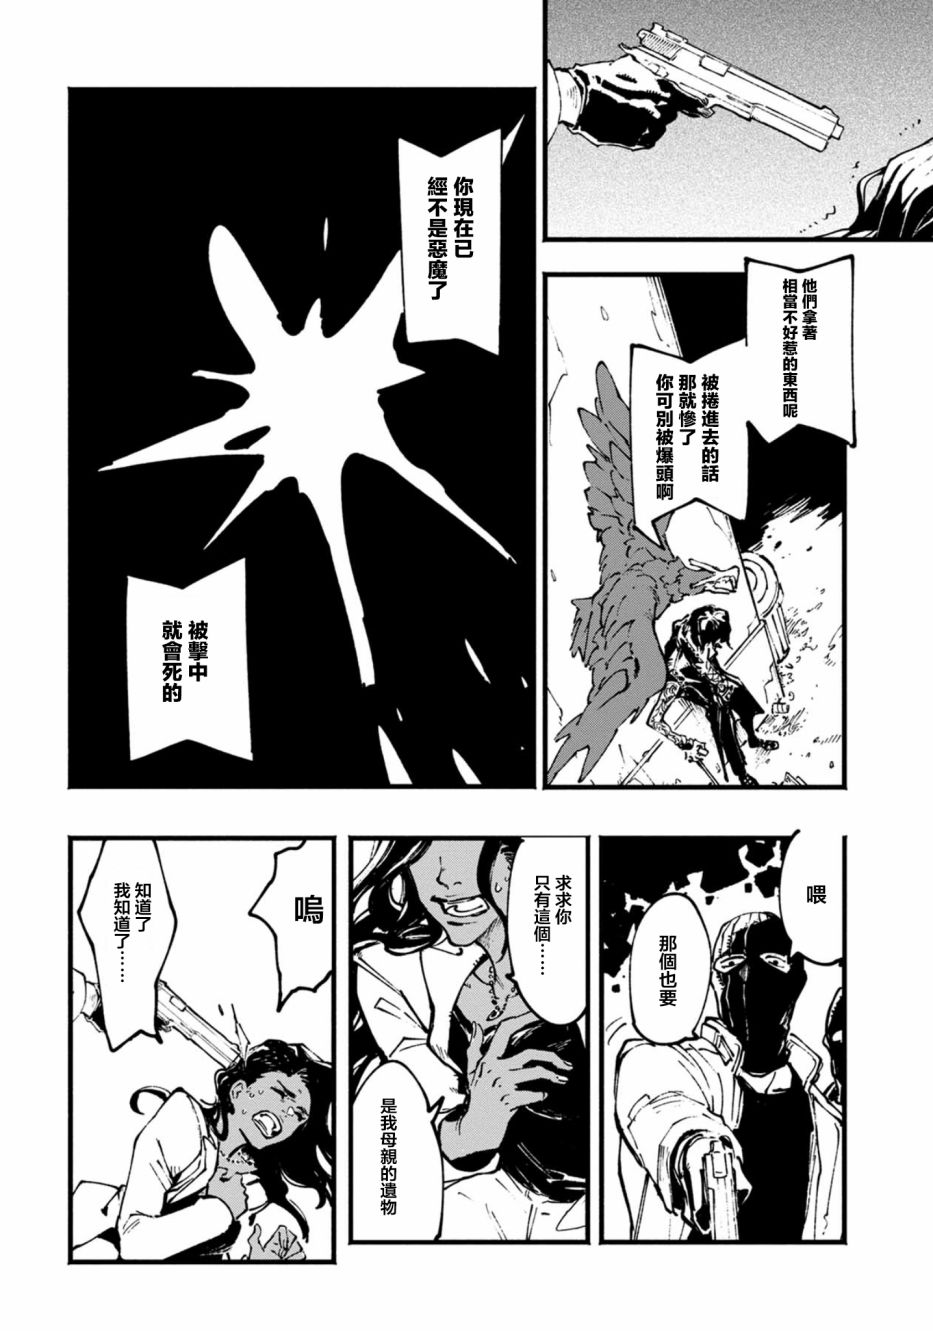 他們拿著
相當不好惹的東西呢
被捲進去的話
那就慘了
你可別被爆頭啊
你現在已
經不是惡魔了
被擊中
就會死的
喂
那個也要
求求你
只有這個……
是我母親的遺物
嗚
知道了
我知道了……